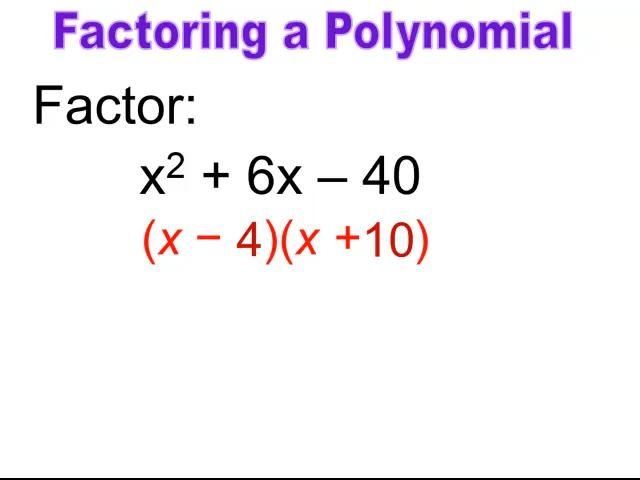 Factoring a Polynomial
Factor:
x² + 6x – 40
(x − 4)(x +10)